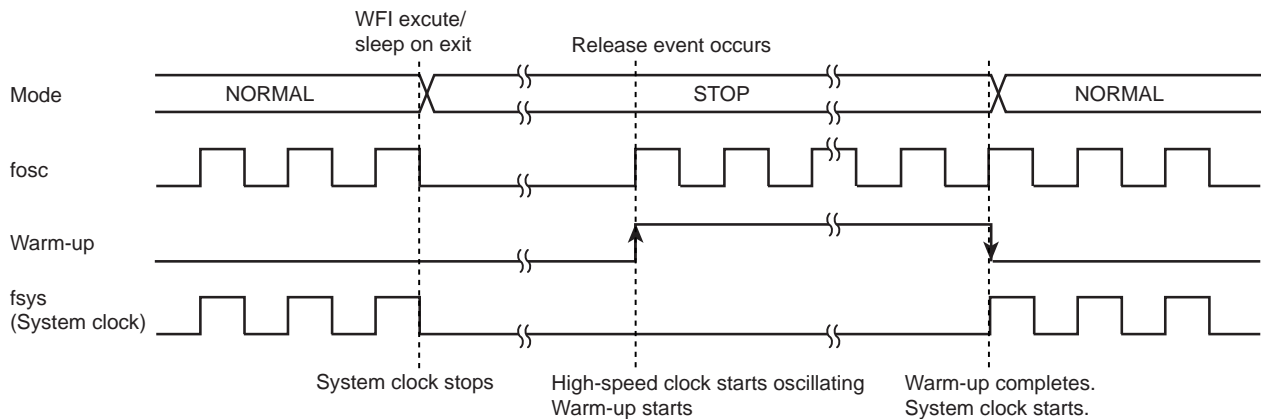 WFI excute/
sleep on exit
Release event occurs
Mode
NORMAL
STOP
NORMAL
fosc
Warm-up
fsys
(System clock)
System clock stops
High-speed clock starts oscillating
Warm-up starts
Warm-up completes.
System clock starts.